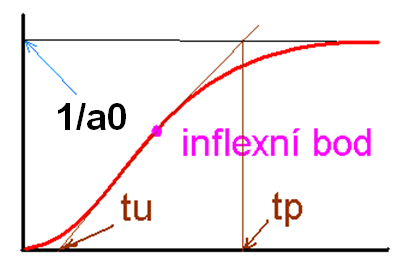 1/a0
inflexní bod
tu
tp